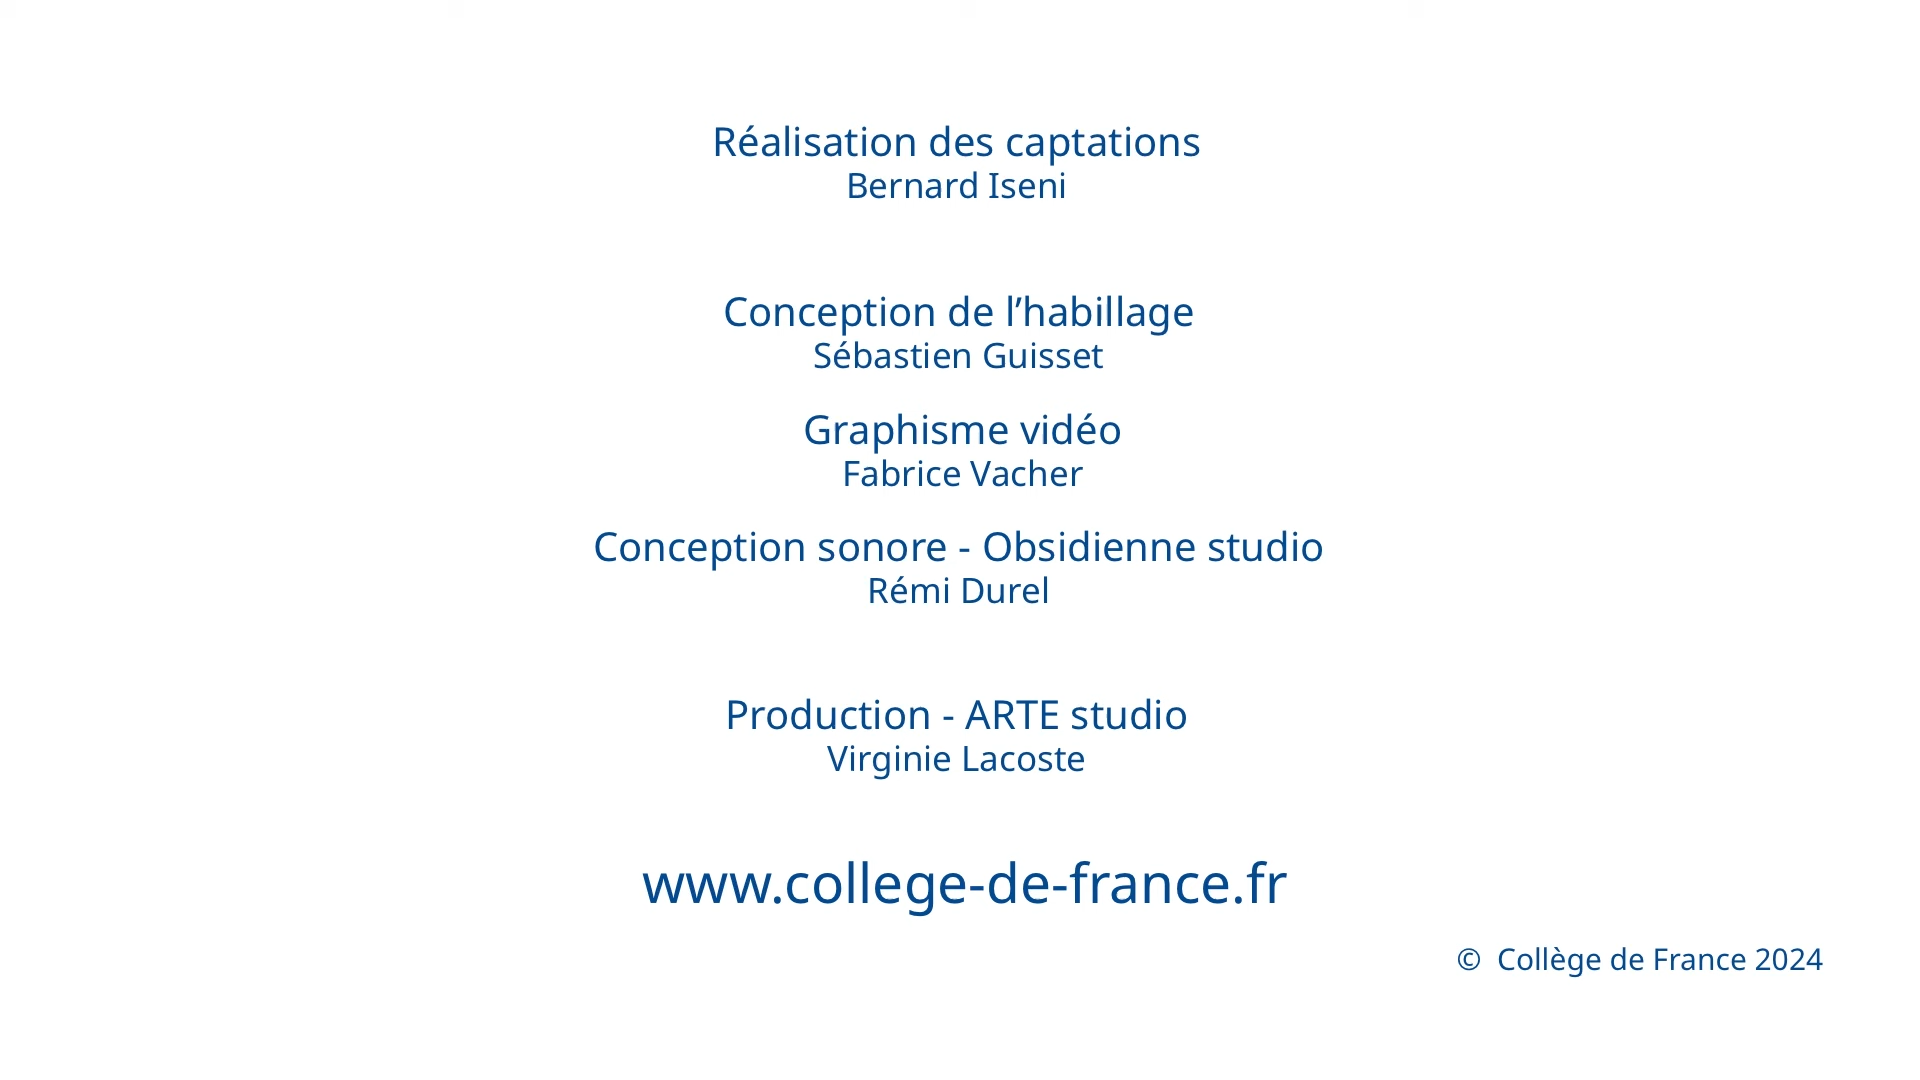 Réalisation des captations
Bernard Iseni
Conception de l’habillage
Sébastien Guisset
Graphisme vidéo
Fabrice Vacher
Conception sonore - Obsidienne studio
Rémi Durel
Production - ARTE studio
Virginie Lacoste
www.college-de-france.fr
© Collège de France 2024